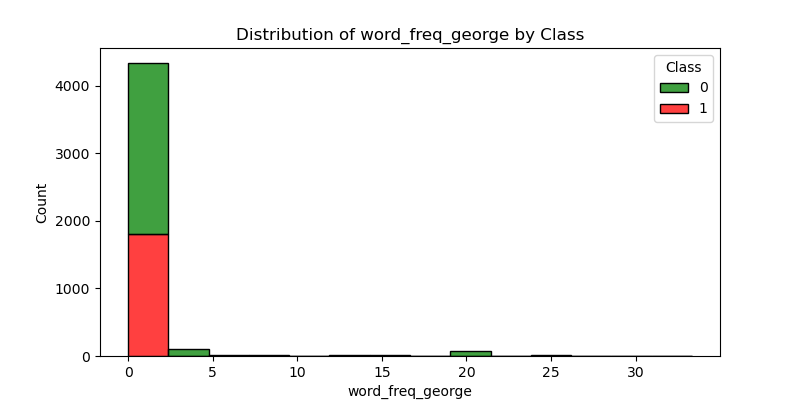 Distribution of word_freq_george by Class
Class
0
1
4000
3000
2000
1000
0
Count
0 5 10 15 20 25 30
word_freq_george